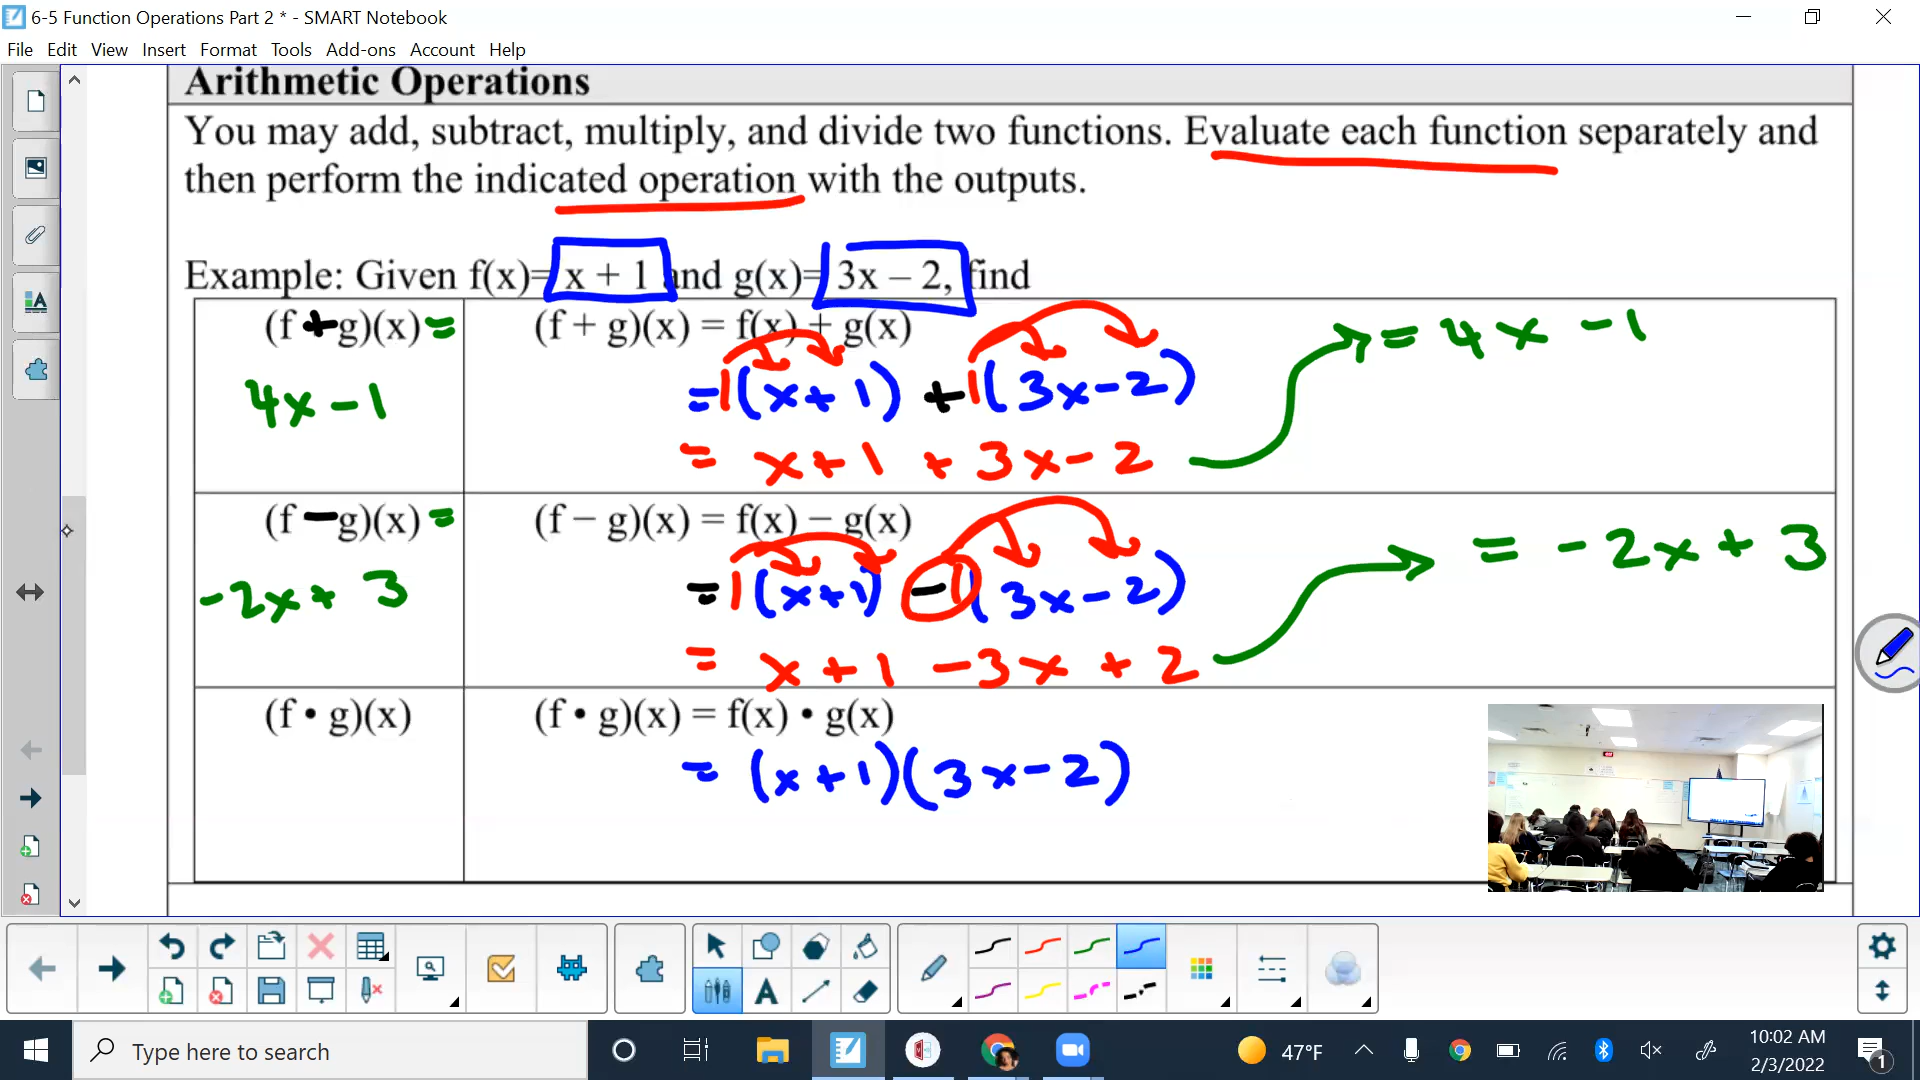 6-5 Function Operations Part 2 * - SMART Notebook
File Edit View Insert Format Tools Add-ons Account Help
Arithmetic Operations
You may add, subtract, multiply, and divide two functions. Evaluate each function separately and
then perform the indicated operation with the outputs.
Example: Given f(x)= x + 1 and g(x)= 3x – 2, find
(f + g)(x) =
4x - 1
(f + g)(x) = f(x) + g(x)
= 1(x + 1) + 1(3x - 2)
= x + 1 + 3x - 2
= 4x - 1
(f - g)(x) =
-2x + 3
(f – g)(x) = f(x) – g(x)
= 1(x + 1) - 1(3x - 2)
= x + 1 - 3x + 2
= -2x + 3
(f • g)(x)
(f • g)(x) = f(x) • g(x)
= (x + 1)(3x - 2)
A
A
Type here to search
47°F
10:02 AM
2/3/2022
1